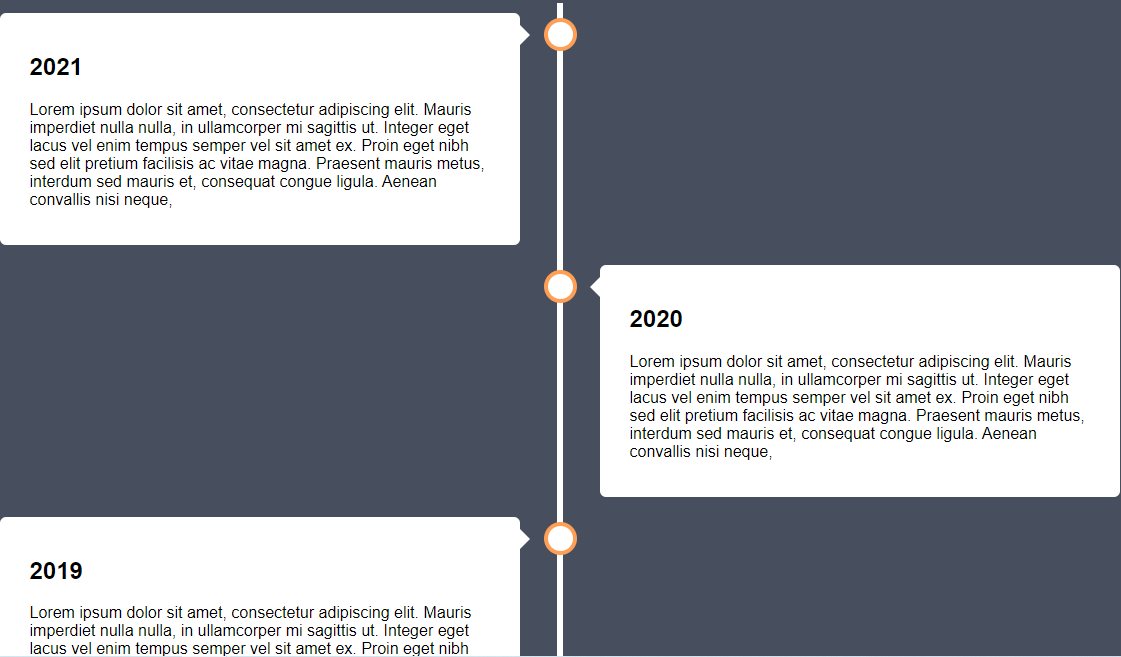 2021
Lorem ipsum dolor sit amet, consectetur adipiscing elit. Mauris
imperdiet nulla nulla, in ullamcorper mi sagittis ut. Integer eget
lacus vel enim tempus semper vel sit amet ex. Proin eget nibh
sed elit pretium facilisis ac vitae magna. Praesent mauris metus,
interdum sed mauris et, consequat congue ligula. Aenean
convallis nisi neque,
2020
Lorem ipsum dolor sit amet, consectetur adipiscing elit. Mauris
imperdiet nulla nulla, in ullamcorper mi sagittis ut. Integer eget
lacus vel enim tempus semper vel sit amet ex. Proin eget nibh
sed elit pretium facilisis ac vitae magna. Praesent mauris metus,
interdum sed mauris et, consequat congue ligula. Aenean
convallis nisi neque,
2019
Lorem ipsum dolor sit amet, consectetur adipiscing elit. Mauris
imperdiet nulla nulla, in ullamcorper mi sagittis ut. Integer eget
lacus vel enim tempus semper vel sit amet ex. Proin eget nibh